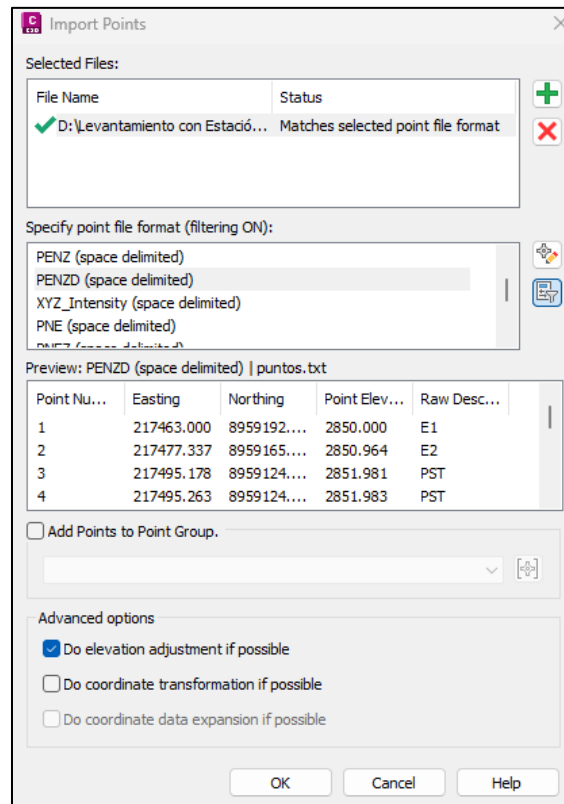 C
C3D
Import Points
Selected Files:
File Name Status
D:\Levantamiento con Estació... Matches selected point file format
Specify point file format (filtering ON):
PENZ (space delimited)
PENZD (space delimited)
XYZ_Intensity (space delimited)
PNE (space delimited)
PNEZ (space delimited)
Preview: PENZD (space delimited) | puntos.txt
Point Nu... Easting Northing Point Elev... Raw Desc...
1 217463.000 8959192.... 2850.000 E1
2 217477.337 8959165.... 2850.964 E2
3 217495.178 8959124.... 2851.981 PST
4 217495.263 8959124.... 2851.983 PST
Add Points to Point Group.
Advanced options
Do elevation adjustment if possible
Do coordinate transformation if possible
Do coordinate data expansion if possible
OK Cancel Help